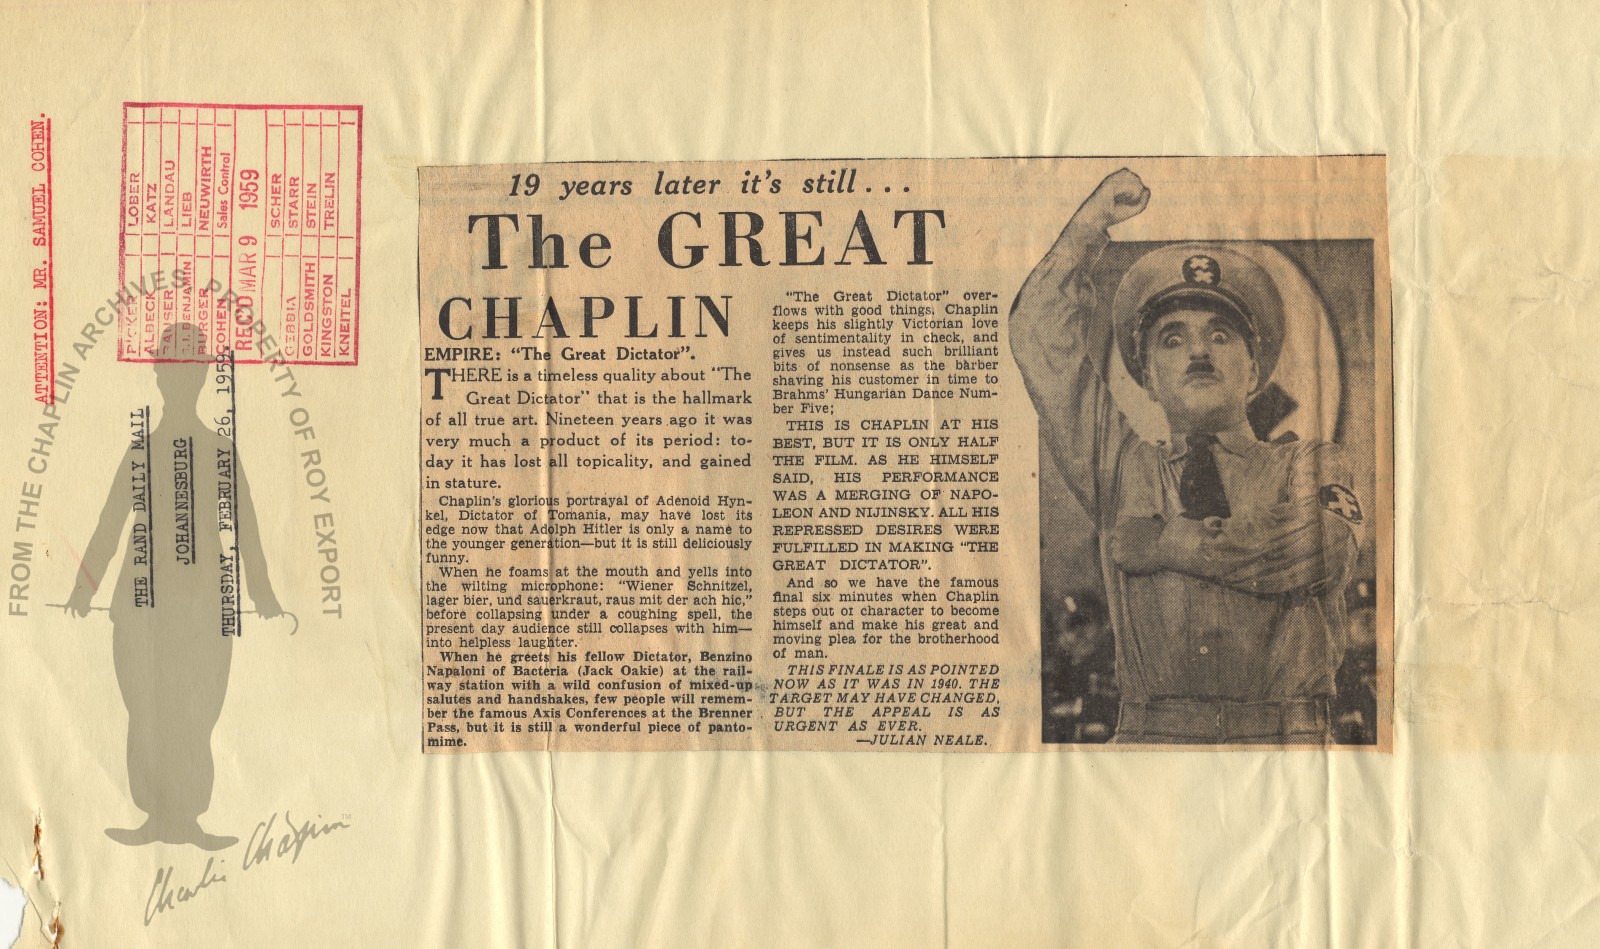 ATTENTION: MR. SAMUEL COHEN.
LOBER
KATZ
ALBECK
LANDAU
LIEB
BENJAMIN
NEUWIRTH
BURGER
Sales Control
COHEN
REC'D MAR 9 1959
SCHER
STARR
STEIN
GOLDSMITH
TRELIN
KINGSTON
KNEITEL
THE RAND DAILY MAIL
JOHANNESBURG
THURSDAY, FEBRUARY 26, 1959.
FROM THE CHAPLIN ARCHIVES PROPERTY OF ROY EXPORT
Charlie Chaplin™
19 years later it's still...
The GREAT
CHAPLIN
EMPIRE: "The Great Dictator".
THERE is a timeless quality about "The
Great Dictator" that is the hallmark
of all true art. Nineteen years ago it was
very much a product of its period: to-
day it has lost all topicality, and gained
in stature.
Chaplin's glorious portrayal of Adenoid Hyn-
kel, Dictator of Tomania, may have lost its
edge now that Adolph Hitler is only a name to
the younger generation—but it is still deliciously
funny.
When he foams at the mouth and yells into
the wilting microphone: "Wiener Schnitzel,
lager bier, und sauerkraut, raus mit der ach hic,"
before collapsing under a coughing spell, the
present day audience still collapses with him—
into helpless laughter.
When he greets his fellow Dictator, Benzino
Napaloni of Bacteria (Jack Oakie) at the rail-
way station with a wild confusion of mixed-up
salutes and handshakes, few people will remem-
ber the famous Axis Conferences at the Brenner
Pass, but it is still a wonderful piece of panto-
mime.
"The Great Dictator" over-
flows with good things. Chaplin
keeps his slightly Victorian love
of sentimentality in check, and
gives us instead such brilliant
bits of nonsense as the barber
shaving his customer in time to
Brahms' Hungarian Dance Num-
ber Five;
THIS IS CHAPLIN AT HIS
BEST, BUT IT IS ONLY HALF
THE FILM. AS HE HIMSELF
SAID, HIS PERFORMANCE
WAS A MERGING OF NAPO-
LEON AND NIJINSKY. ALL HIS
REPRESSED DESIRES WERE
FULFILLED IN MAKING "THE
GREAT DICTATOR".
And so we have the famous
final six minutes when Chaplin
steps out of character to become
himself and make his great and
moving plea for the brotherhood
of man.
THIS FINALE IS AS POINTED
NOW AS IT WAS IN 1940. THE
TARGET MAY HAVE CHANGED,
BUT THE APPEAL IS AS
URGENT AS EVER.
—JULIAN NEALE.